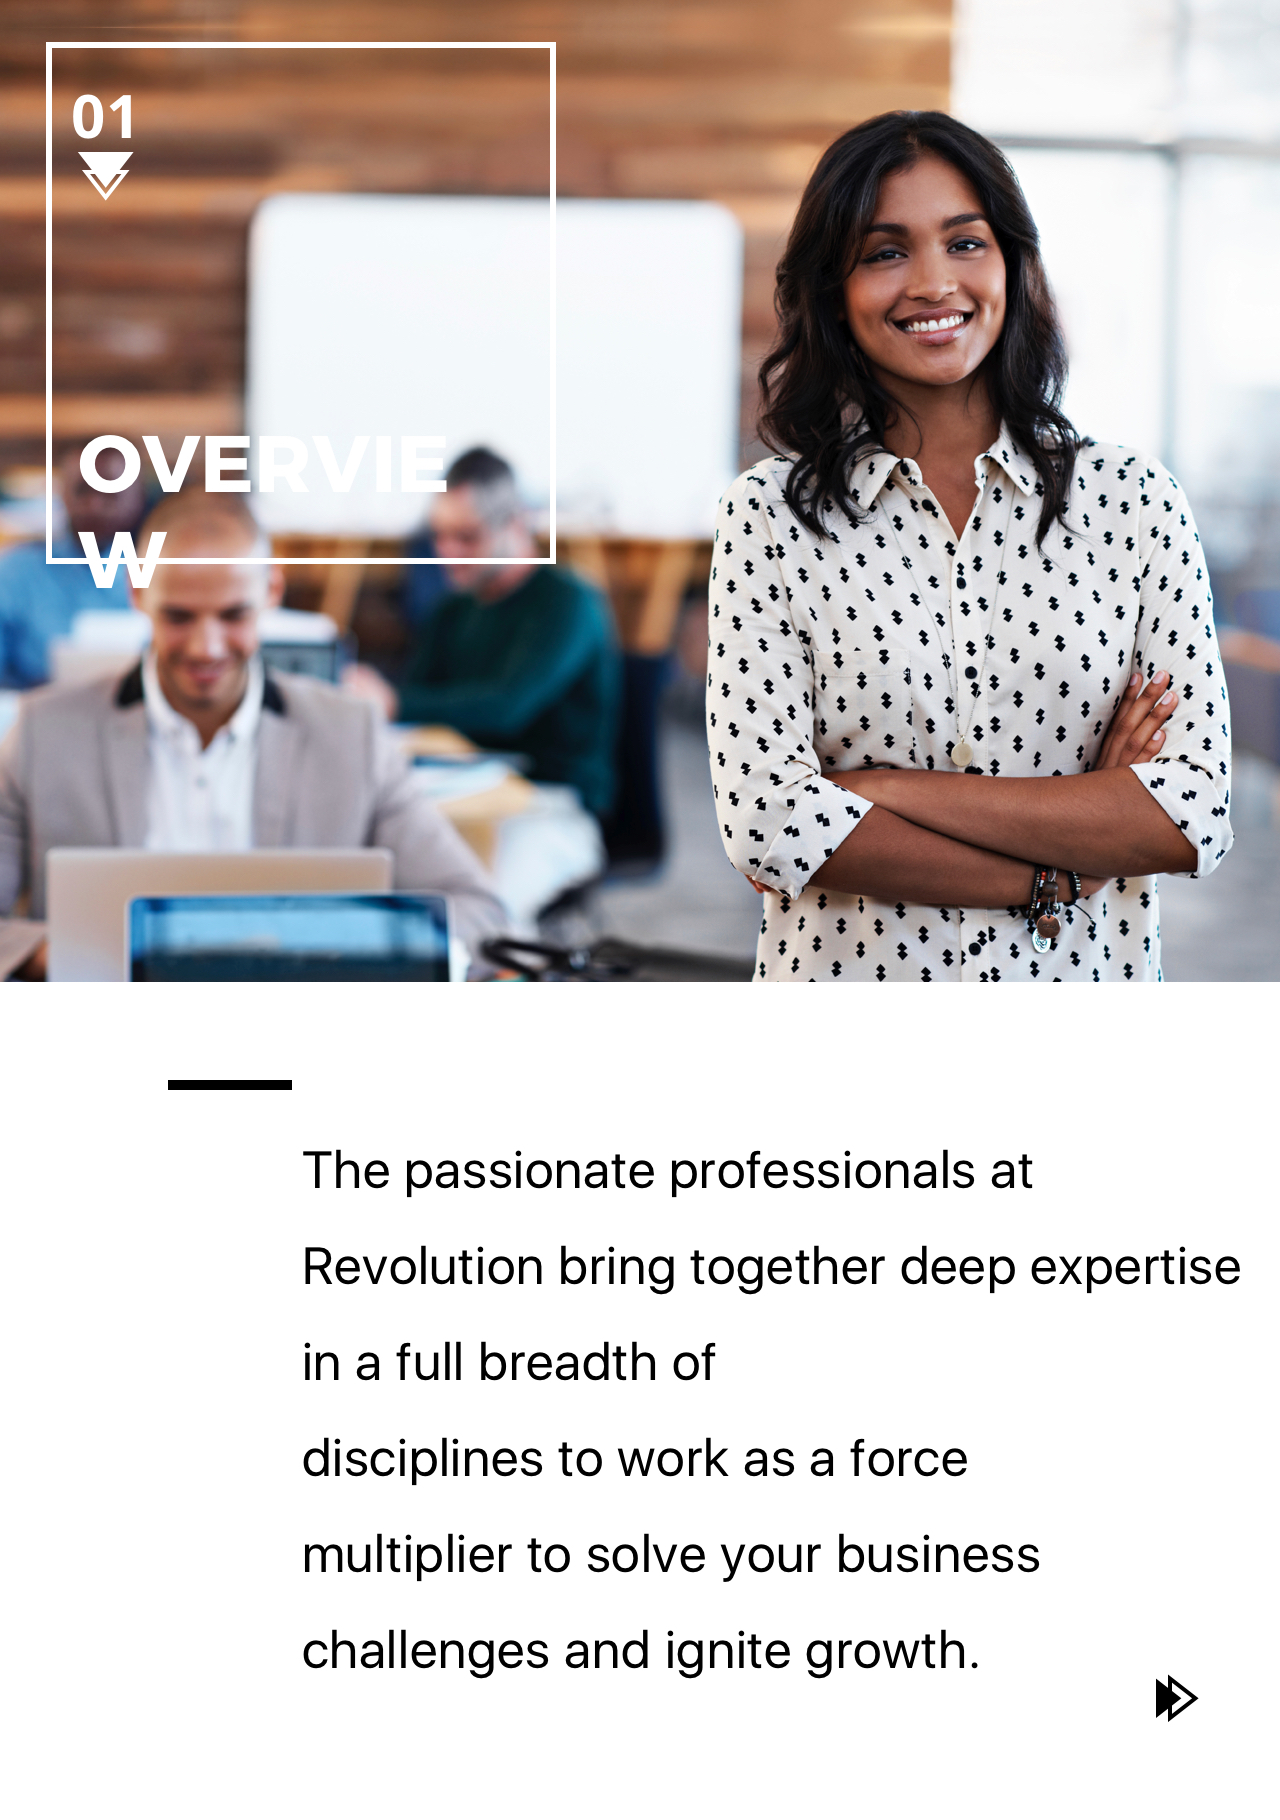 01
OVERVIE
W
The passionate professionals at
Revolution bring together deep expertise
in a full breadth of
disciplines to work as a force
multiplier to solve your business
challenges and ignite growth.